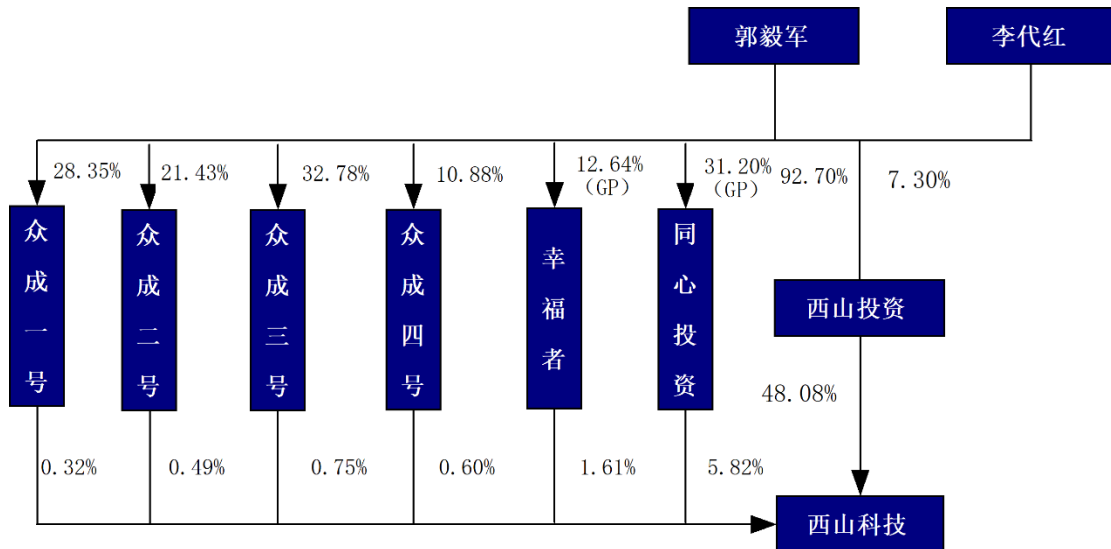 郭毅军
李代红
28.35%
21.43%
32.78%
10.88%
12.64%
(GP)
31.20%
(GP)
92.70%
7.30%
众成一号
众成二号
众成三号
众成四号
幸福者
同心投资
西山投资
48.08%
0.32%
0.49%
0.75%
0.60%
1.61%
5.82%
西山科技